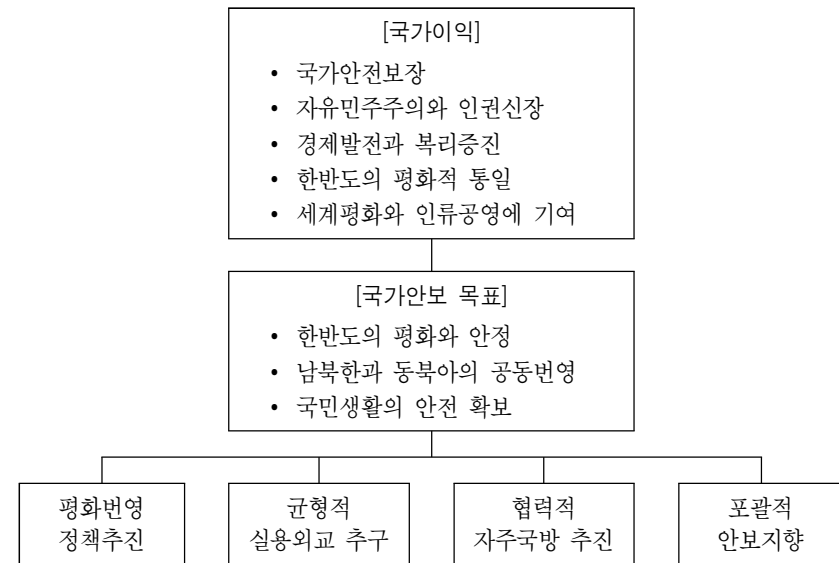 [국가이익]
• 국가안전보장
• 자유민주주의와 인권신장
• 경제발전과 복리증진
• 한반도의 평화적 통일
• 세계평화와 인류공영에 기여
[국가안보 목표]
• 한반도의 평화와 안정
• 남북한과 동북아의 공동번영
• 국민생활의 안전 확보
평화번영
정책추진
균형적
실용외교 추구
협력적
자주국방 추진
포괄적
안보지향